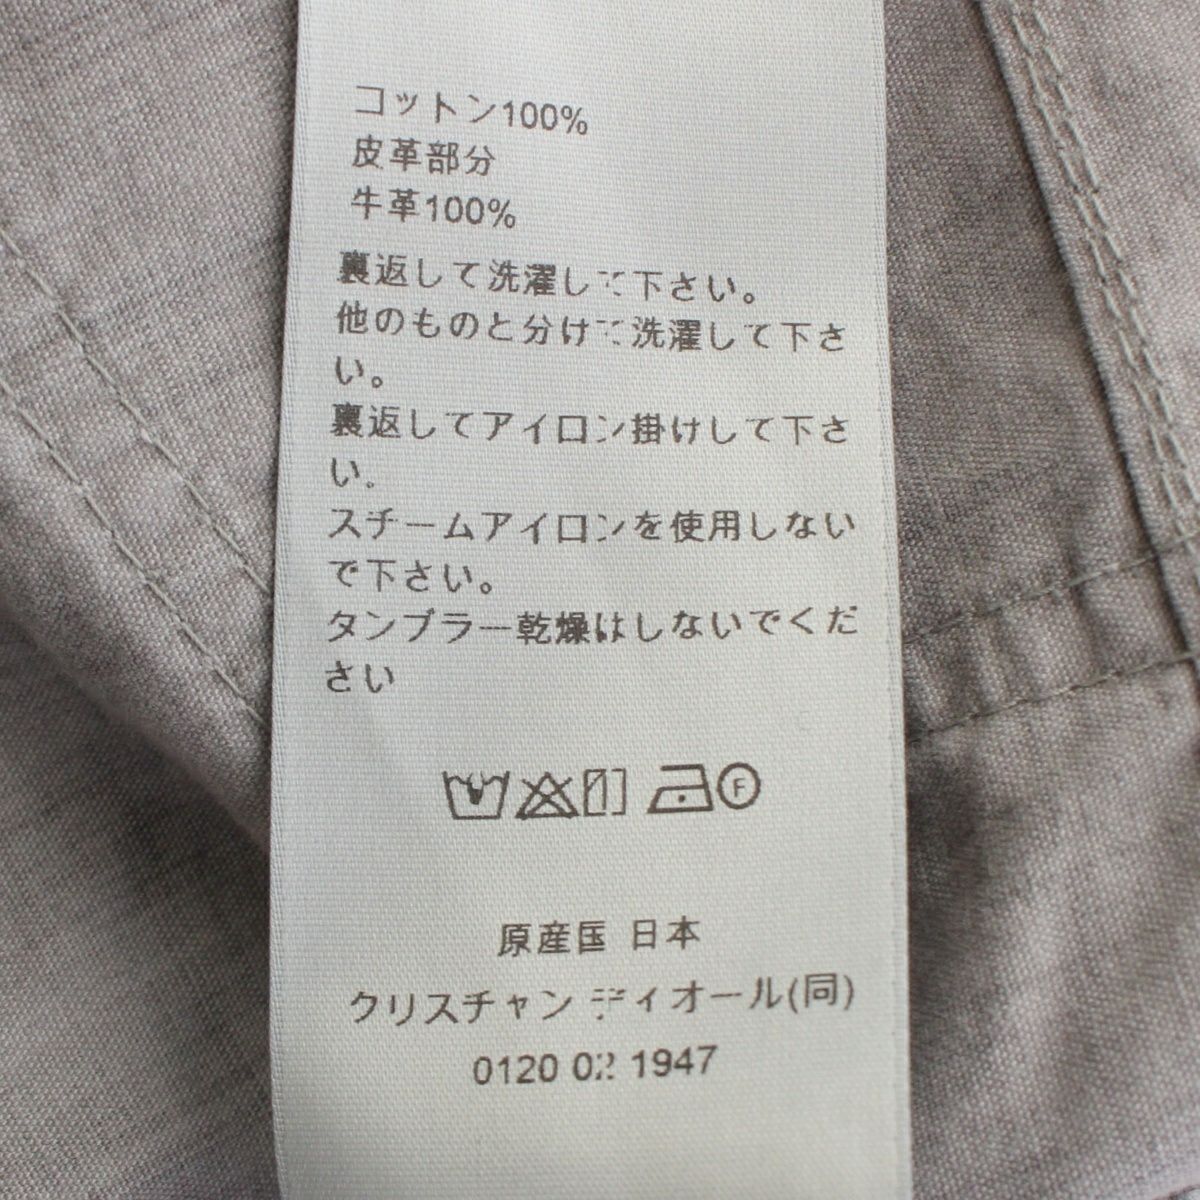 コットン100%
皮革部分
牛革100%
裏返して洗濯して下さい。
他のものと分けて洗濯して下さ
い。
裏返してアイロン掛けして下さ
い。
スチームアイロンを使用しない
で下さい。
タンブラー乾燥はしないでくだ
さい
F
原産国 日本
クリスチャン ディオール(同)
0120 02 1947